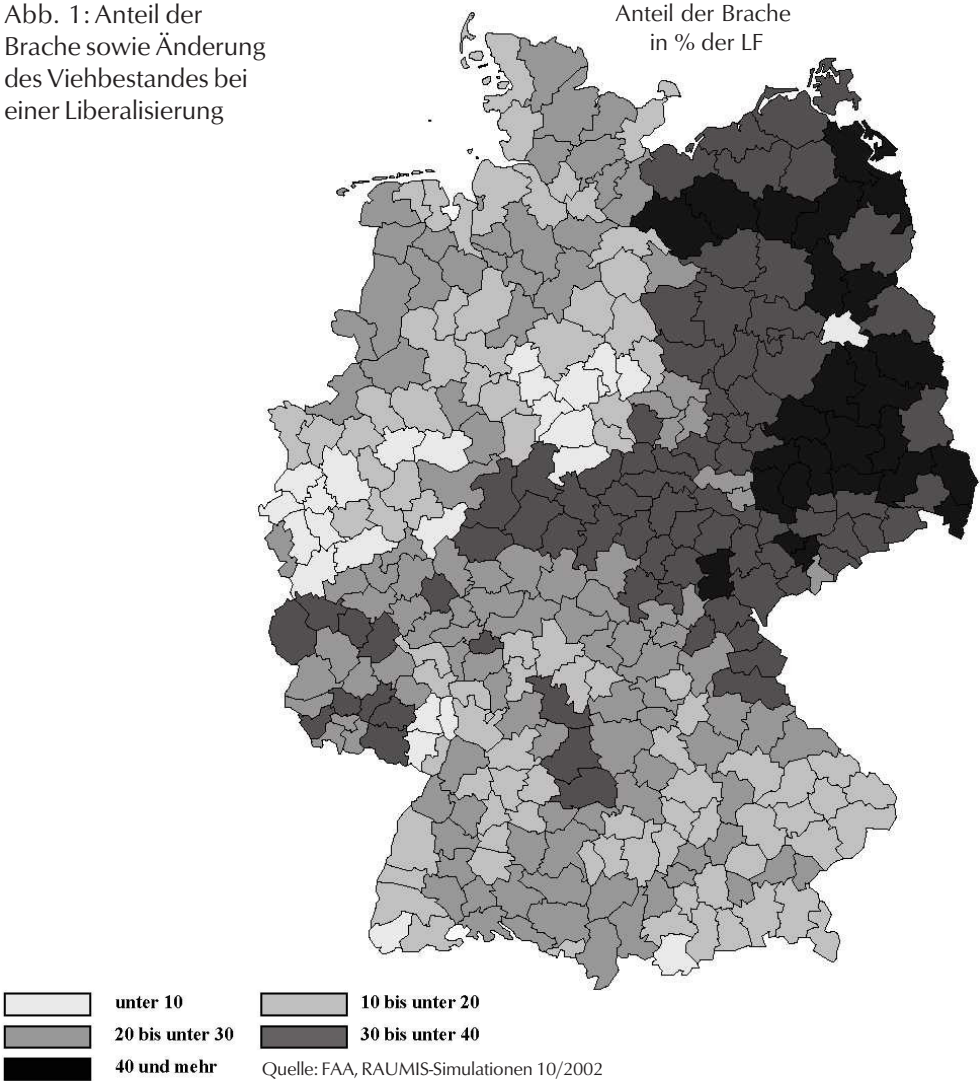 Abb. 1: Anteil der
Brache sowie Änderung
des Viehbestandes bei
einer Liberalisierung
Anteil der Brache
in % der LF
unter 10
10 bis unter 20
20 bis unter 30
30 bis unter 40
40 und mehr
Quelle: FAA, RAUMIS-Simulationen 10/2002